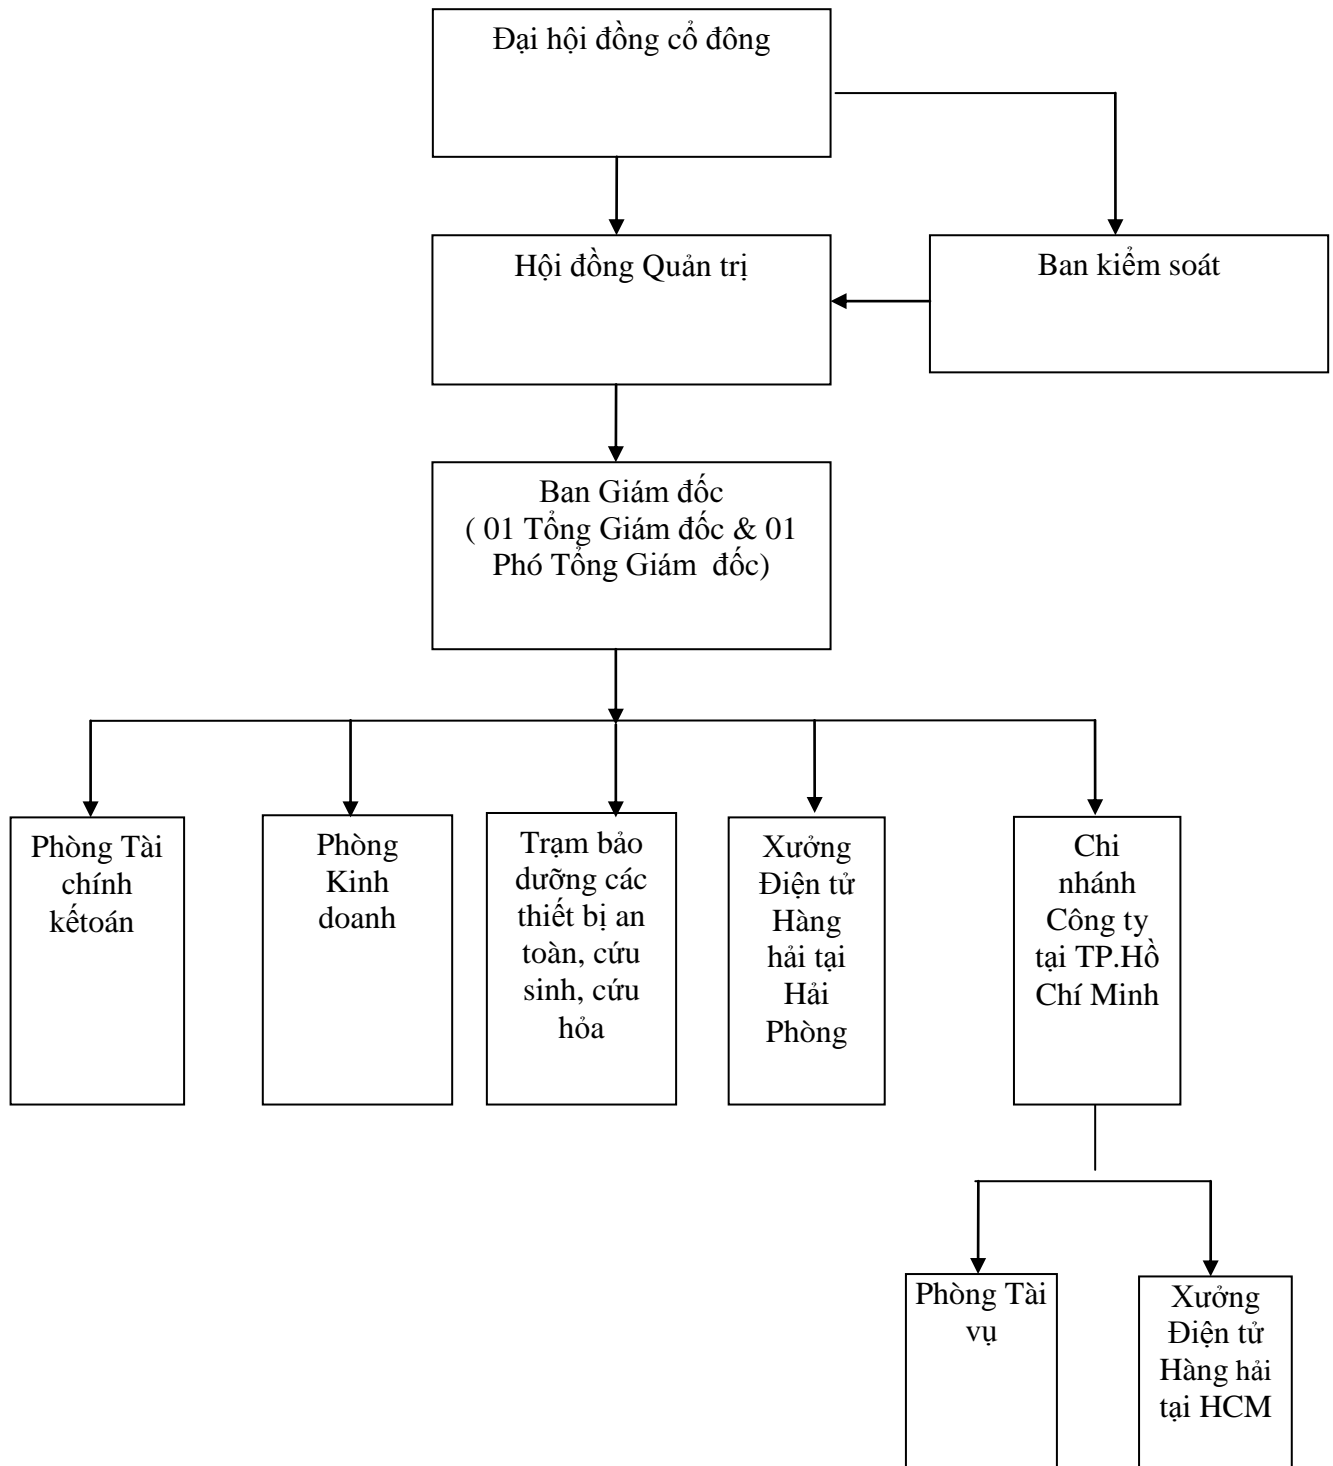 Đại hội đồng cổ đông
Hội đồng Quản trị
Ban kiểm soát
Ban Giám đốc
( 01 Tổng Giám đốc & 01
Phó Tổng Giám đốc)
Phòng Tài
chính
kếtoán
Phòng
Kinh
doanh
Trạm bảo
dưỡng các
thiết bị an
toàn, cứu
sinh, cứu
hỏa
Xưởng
Điện tử
Hàng
hải tại
Hải
Phòng
Chi
nhánh
Công ty
tại TP.Hồ
Chí Minh
Phòng Tài
vụ
Xưởng
Điện tử
Hàng hải
tại HCM